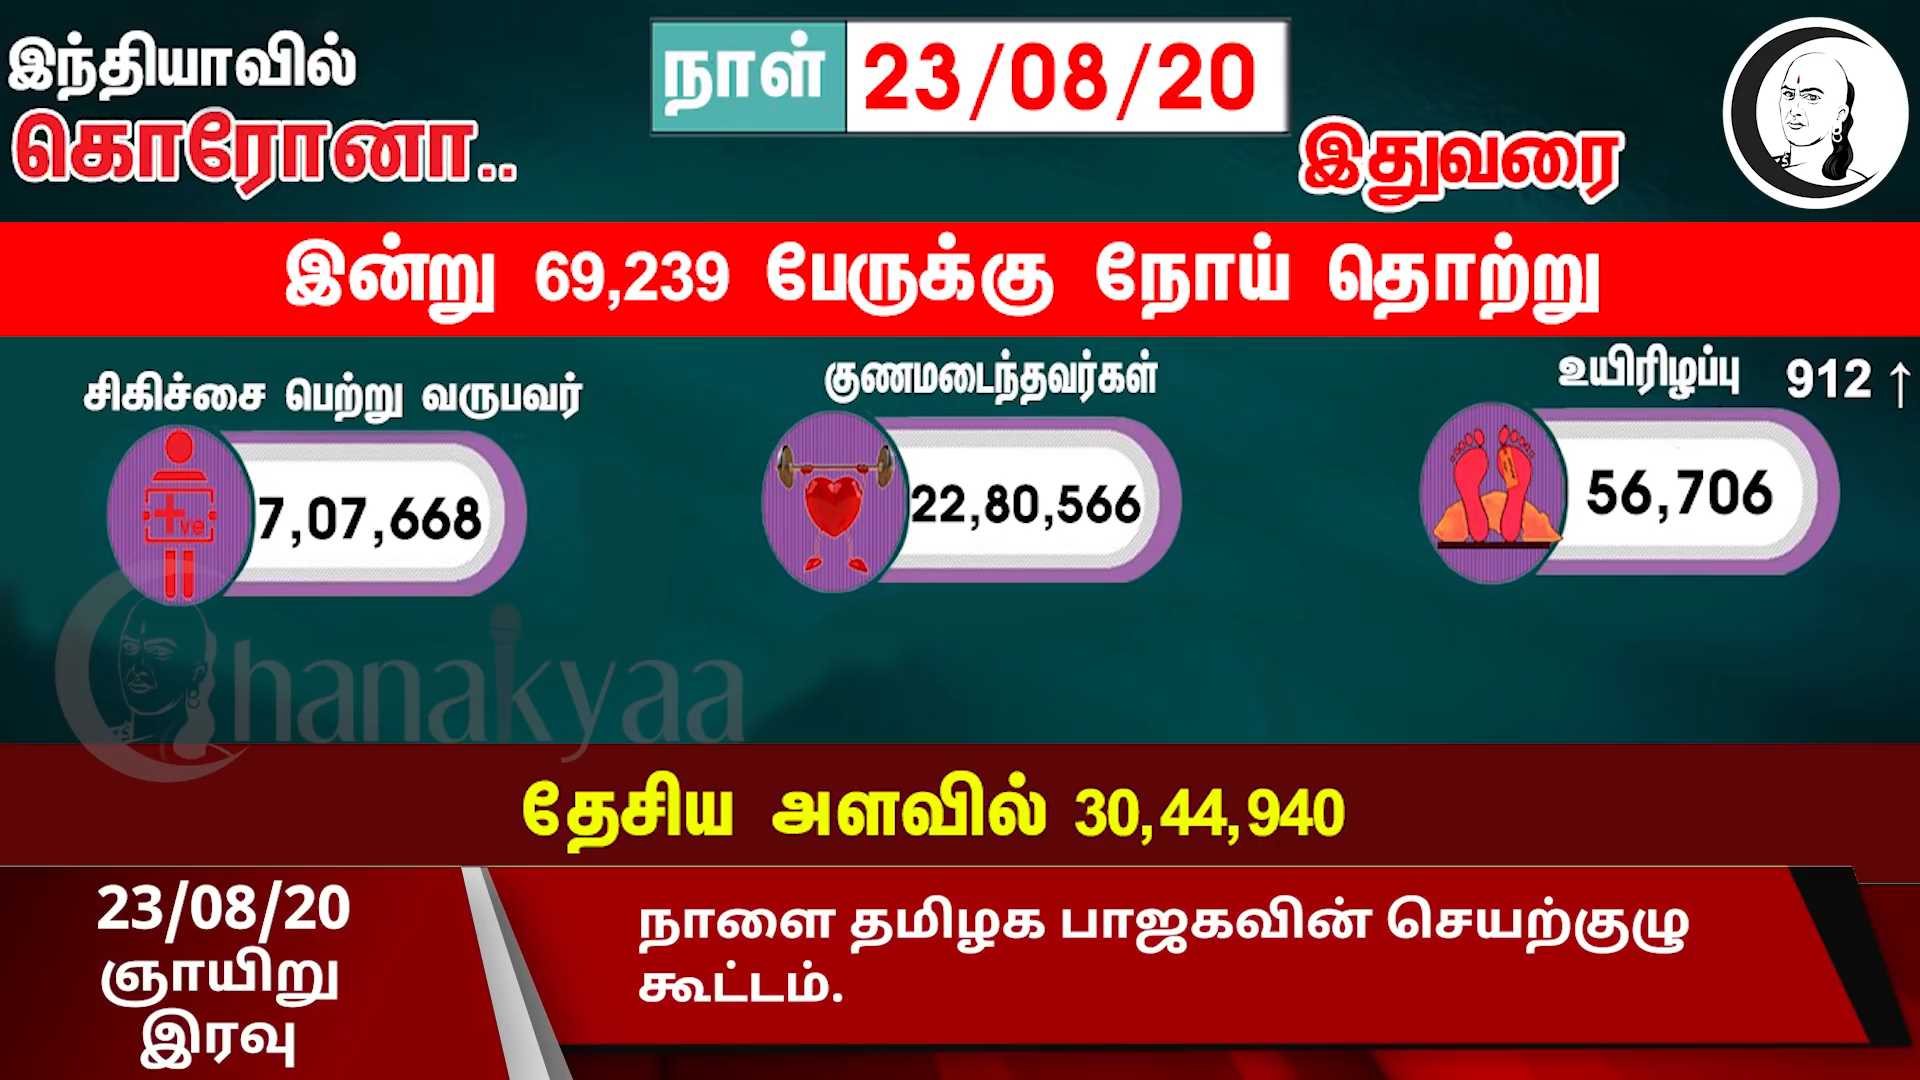 இந்தியாவில்
கொரோனா..
நாள் 23/08/20
இதுவரை
இன்று 69,239 பேருக்கு நோய் தொற்று
சிகிச்சை பெற்று வருபவர்
+ve
7,07,668
குணமடைந்தவர்கள்
22,80,566
உயிரிழப்பு 912 ↑
56,706
Chanakyaa
தேசிய அளவில் 30,44,940
23/08/20
ஞாயிறு
இரவு
நாளை தமிழக பாஜகவின் செயற்குழு
கூட்டம்.